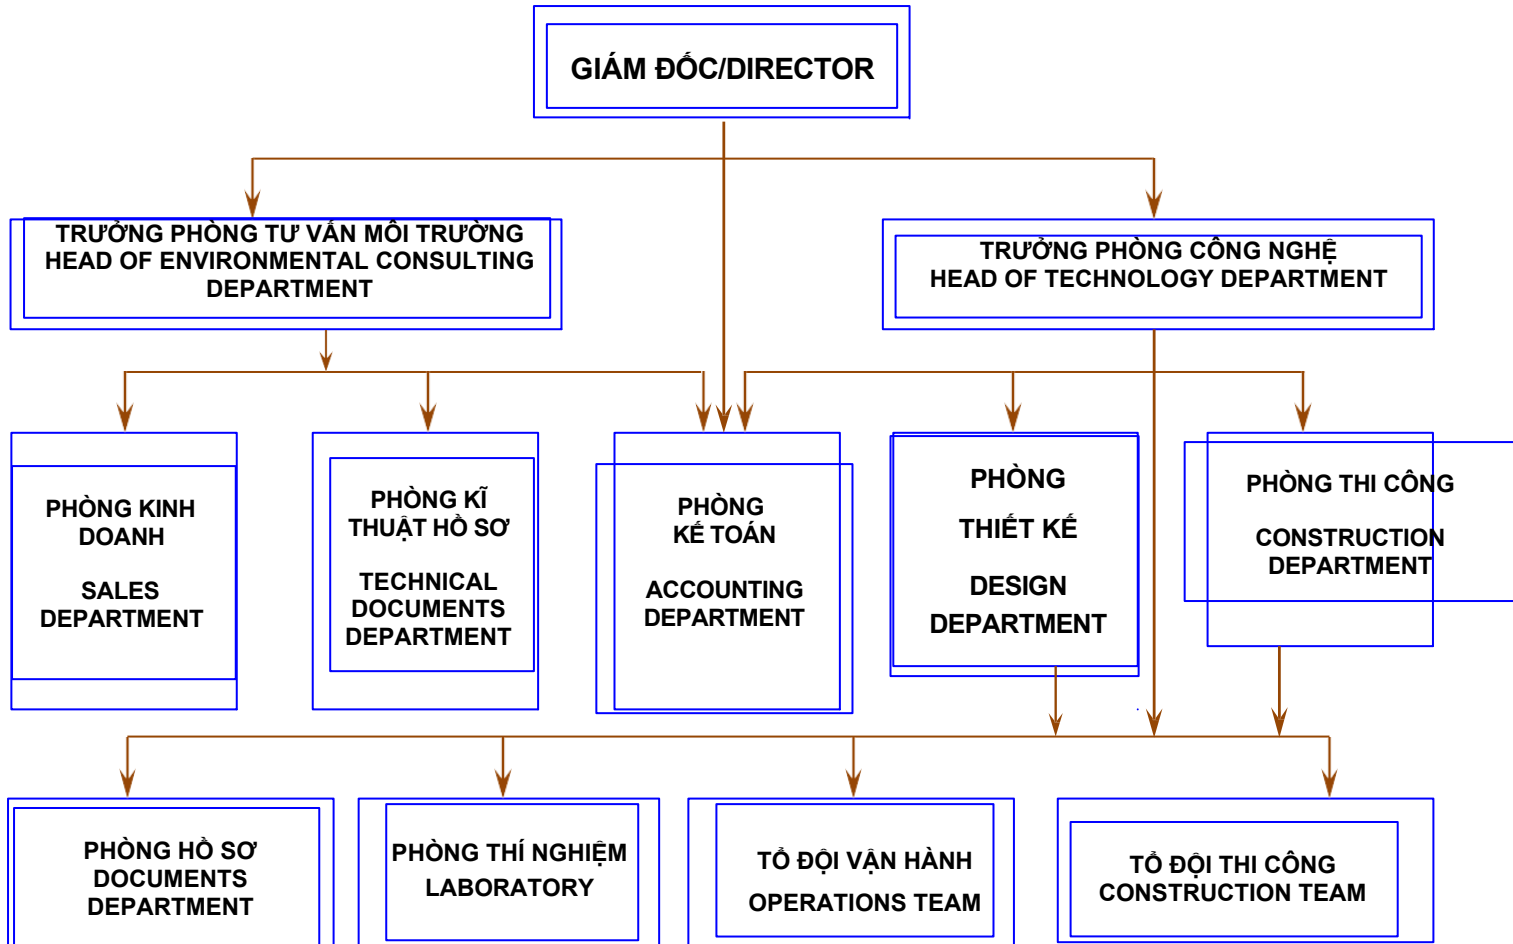 GIÁM ĐỐC/DIRECTOR
TRƯỞNG PHÒNG TƯ VẤN MÔI TRƯỜNG
HEAD OF ENVIRONMENTAL CONSULTING
DEPARTMENT
TRƯỞNG PHÒNG CÔNG NGHỆ
HEAD OF TECHNOLOGY DEPARTMENT
PHÒNG KINH
DOANH
SALES
DEPARTMENT
PHÒNG KĨ
THUẬT HỒ SƠ
TECHNICAL
DOCUMENTS
DEPARTMENT
PHÒNG
KẾ TOÁN
ACCOUNTING
DEPARTMENT
PHÒNG
THIẾT KẾ
DESIGN
DEPARTMENT
PHÒNG THI CÔNG
CONSTRUCTION
DEPARTMENT
PHÒNG HỒ SƠ
DOCUMENTS
DEPARTMENT
PHÒNG THÍ NGHIỆM
LABORATORY
TỔ ĐỘI VẬN HÀNH
OPERATIONS TEAM
TỔ ĐỘI THI CÔNG
CONSTRUCTION TEAM